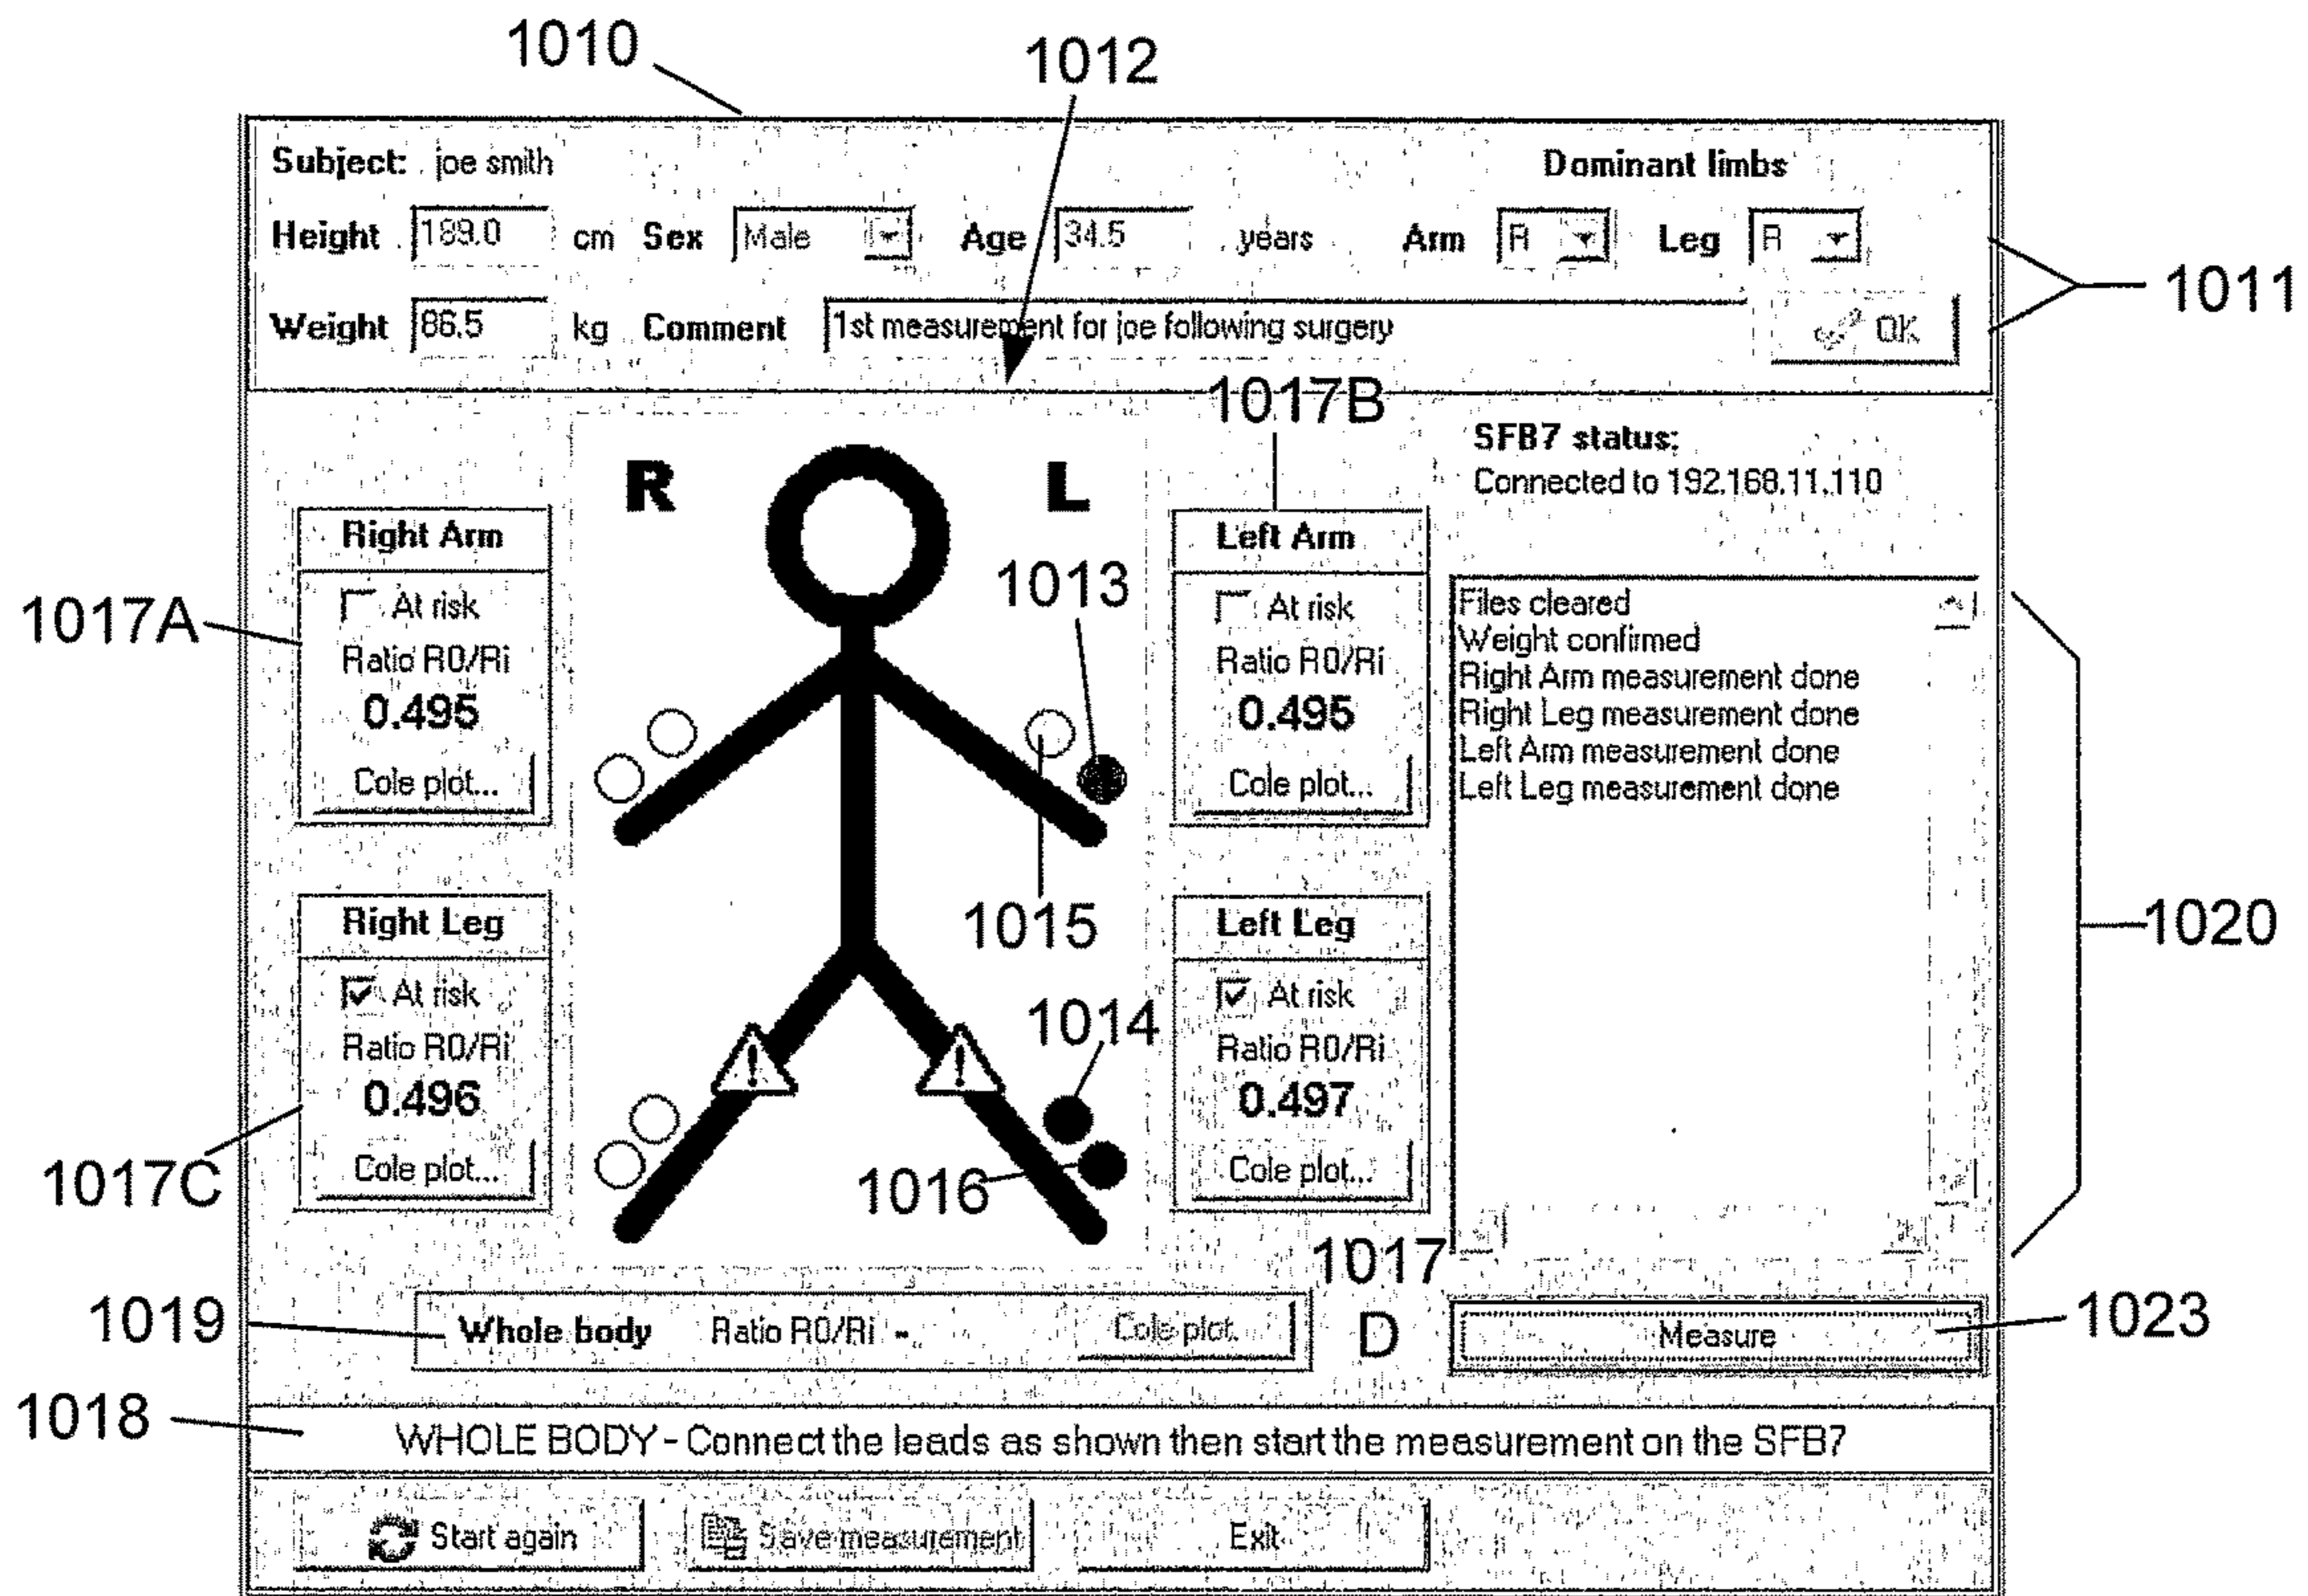 1010
1012
Subject: joe smith
Dominant limbs
Height 189.0 cm Sex Male Age 34.5 years Arm R Leg R
1011
Weight 86.5 kg Comment 1st measurement for joe following surgery OK
1017B
R L
SFB7 status:
Connected to 192.168.11.110
Right Arm
Left Arm
1013
1017A
At risk
At risk
Ratio R0/Ri
Ratio R0/Ri
0.495
0.495
Cole plot...
Cole plot...
Files cleared
Weight confirmed
Right Arm measurement done
Right Leg measurement done
Left Arm measurement done
Left Leg measurement done
1015
1020
Right Leg
Left Leg
At risk
At risk
1014
Ratio R0/Ri
Ratio R0/Ri
0.496
0.497
1017C
Cole plot...
Cole plot...
1016
1017
D
1019
Whole body Ratio R0/Ri - Cole plot.
Measure
1023
1018
WHOLE BODY - Connect the leads as shown then start the measurement on the SFB7
Start again Save measurement Exit